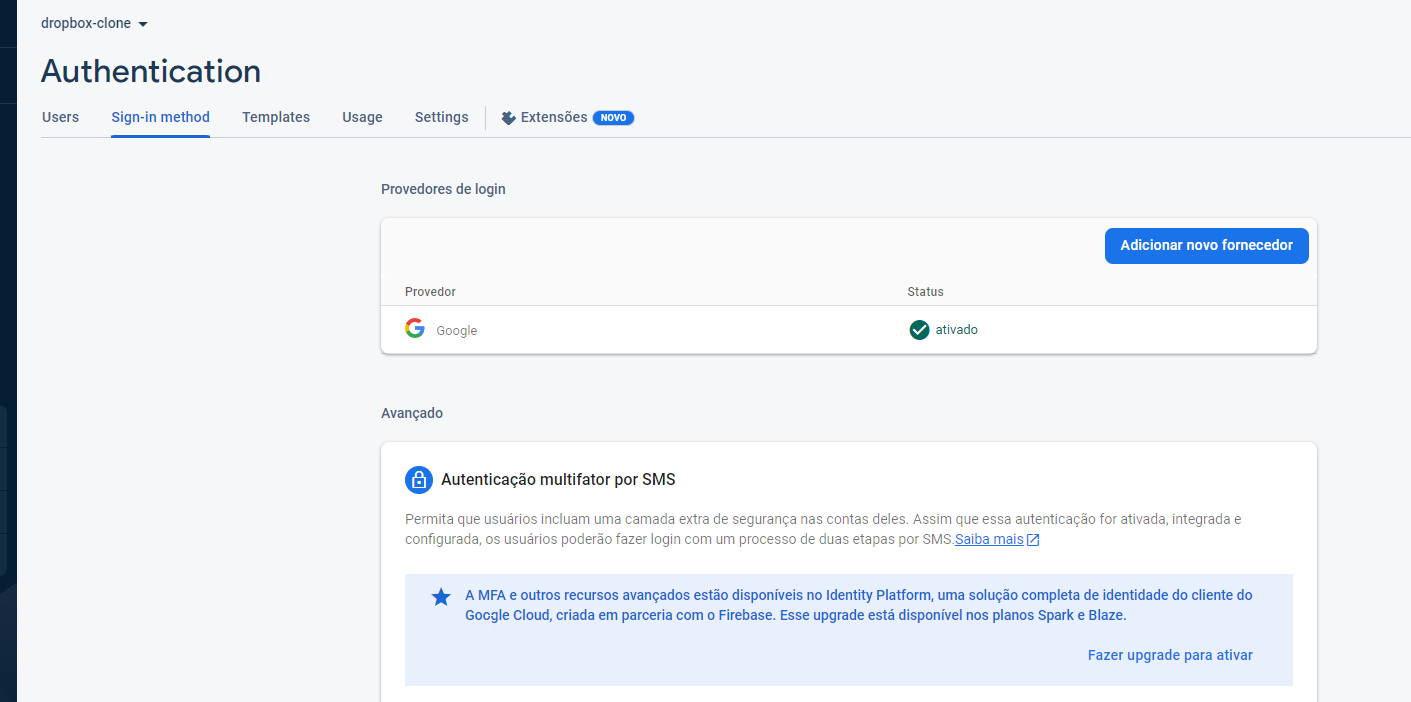 dropbox-clone
Authentication
Users Sign-in method Templates Usage Settings Extensões NOVO
Provedores de login
Adicionar novo fornecedor
Provedor Status
Google ativado
Avançado
Autenticação multifator por SMS
Permita que usuários incluam uma camada extra de segurança nas contas deles. Assim que essa autenticação for ativada, integrada e
configurada, os usuários poderão fazer login com um processo de duas etapas por SMS.Saiba mais
A MFA e outros recursos avançados estão disponíveis no Identity Platform, uma solução completa de identidade do cliente do
Google Cloud, criada em parceria com o Firebase. Esse upgrade está disponível nos planos Spark e Blaze.
Fazer upgrade para ativar